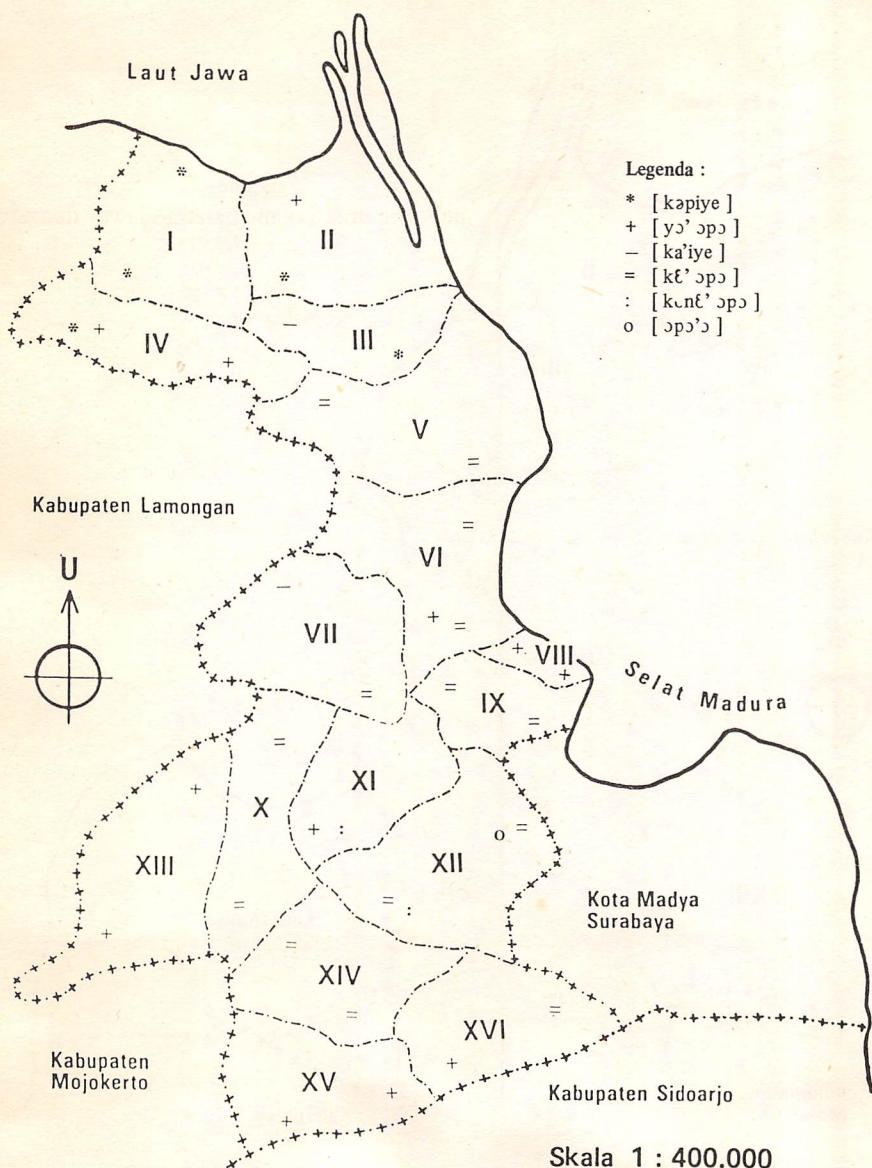 Laut Jawa
Legenda :
* [ kəpiye ]
+ [ yɔ' ɔpɔ ]
– [ ka'iye ]
= [ kɛ' ɔpɔ ]
: [ kɩnɛ' ɔpɔ ]
o [ ɔpɔ'ɔ ]
I
II
III
IV
V
Kabupaten Lamongan
U
VI
VII
VIII
Selat Madura
IX
X
XI
XII
XIII
Kota Madya
Surabaya
XIV
XVI
Kabupaten
Mojokerto
XV
Kabupaten Sidoarjo
Skala 1 : 400.000